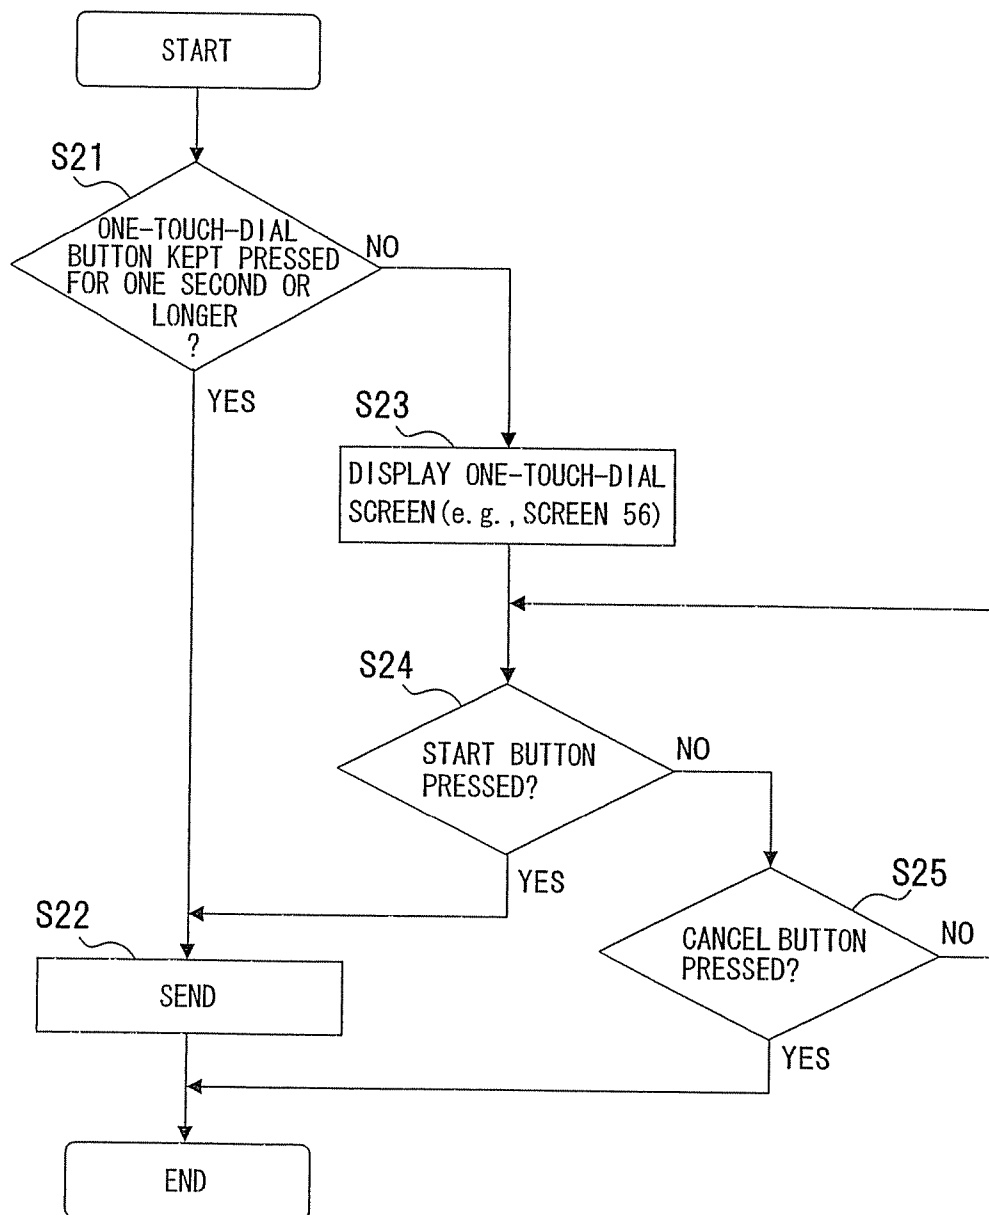 START
S21
ONE-TOUCH-DIAL
BUTTON KEPT PRESSED
FOR ONE SECOND OR
LONGER
?
NO
YES
S23
DISPLAY ONE-TOUCH-DIAL
SCREEN(e.g.,SCREEN 56)
S24
START BUTTON
PRESSED?
NO
YES
S25
CANCEL BUTTON
PRESSED?
NO
YES
S22
SEND
END